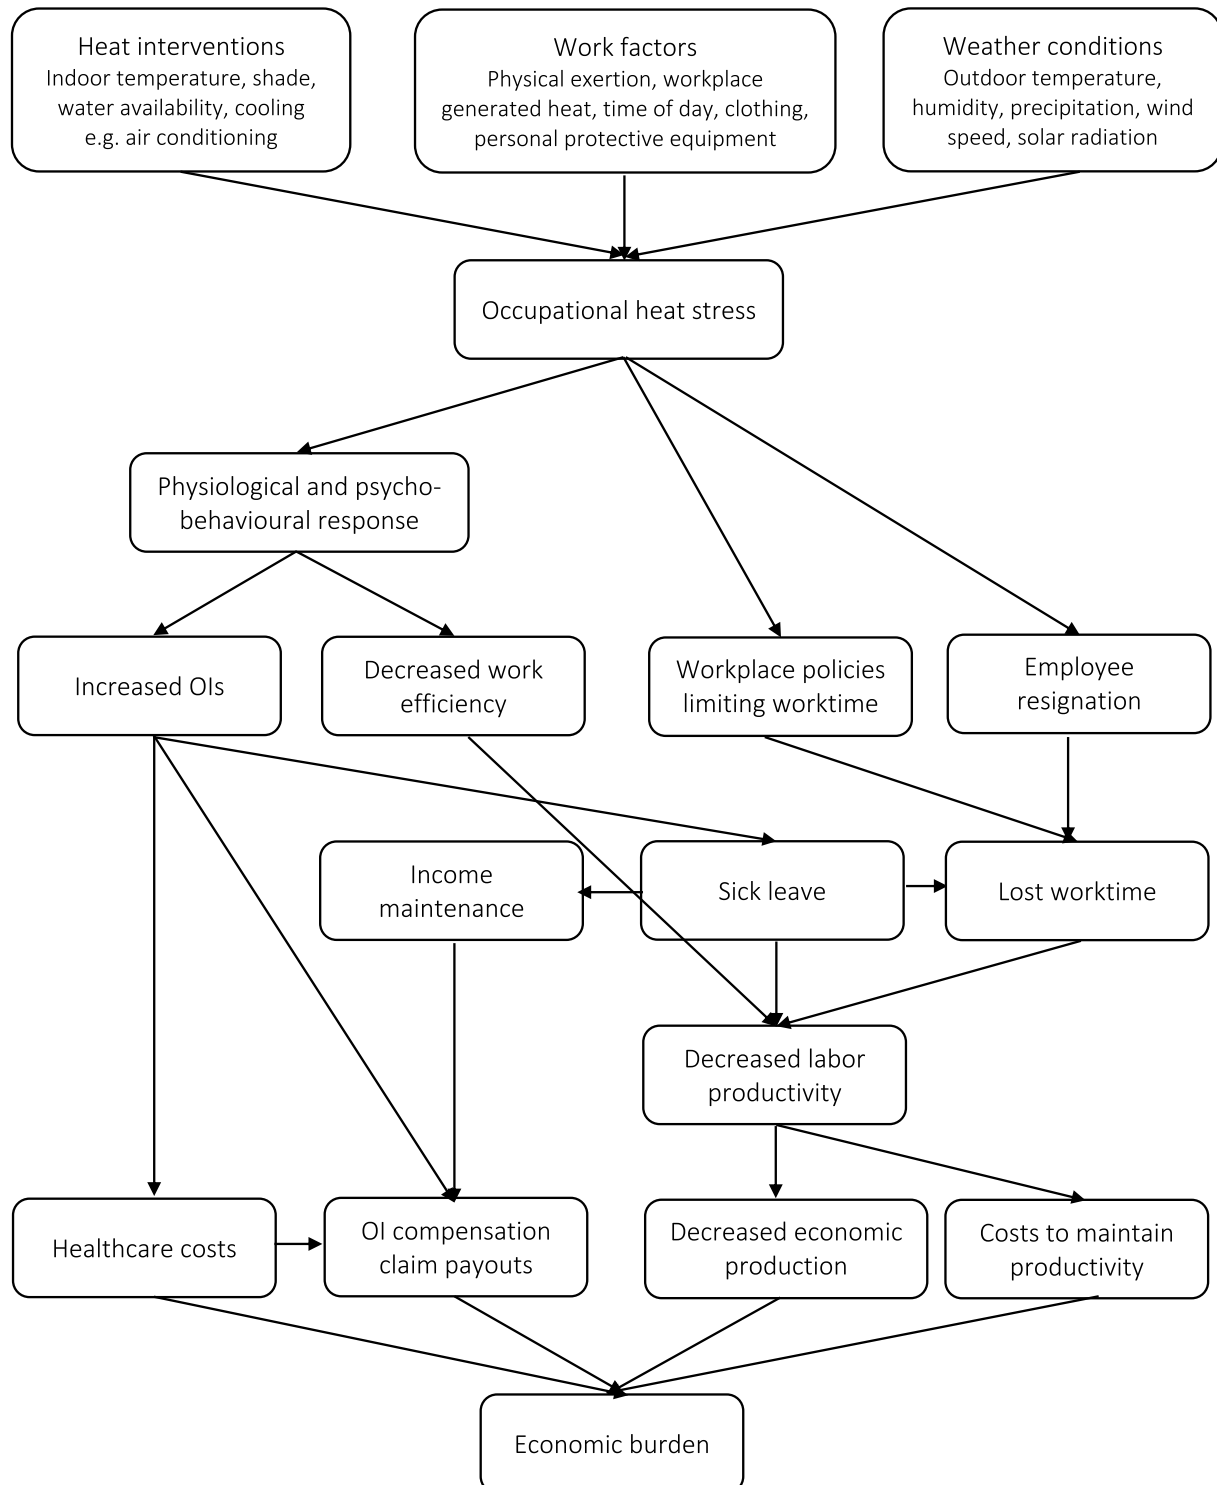 Heat interventions
Indoor temperature, shade,
water availability, cooling
e.g. air conditioning
Work factors
Physical exertion, workplace
generated heat, time of day, clothing,
personal protective equipment
Weather conditions
Outdoor temperature,
humidity, precipitation, wind
speed, solar radiation
Occupational heat stress
Physiological and psycho-
behavioural response
Increased OIs
Decreased work
efficiency
Workplace policies
limiting worktime
Employee
resignation
Income
maintenance
Sick leave
Lost worktime
Decreased labor
productivity
Healthcare costs
OI compensation
claim payouts
Decreased economic
production
Costs to maintain
productivity
Economic burden